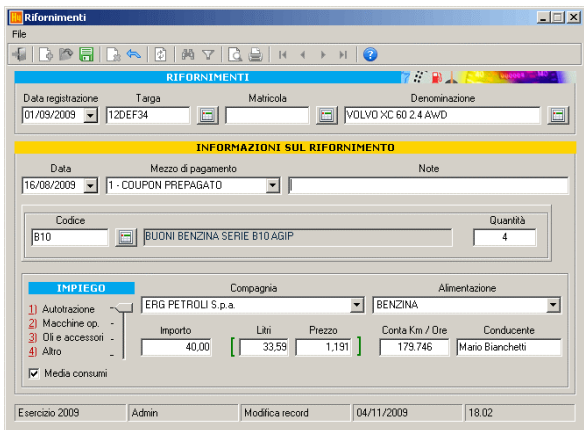 Rifornimenti
File
RIFORNIMENTI
Data registrazione Targa Matricola Denominazione
01/09/2009 12DEF34 VOLVO XC 60 2.4 AWD
INFORMAZIONI SUL RIFORNIMENTO
Data Mezzo di pagamento Note
16/08/2009 1 - COUPON PREPAGATO
Codice Quantità
B10 BUONI BENZINA SERIE B10 AGIP 4
IMPIEGO Compagnia Alimentazione
ERG PETROLI S.p.a. BENZINA
1) Autotrazione -
2) Macchine op. -
3) Oli e accessori -
4) Altro -
Importo Litri Prezzo Conta Km / Ore Conducente
40,00 [ 33,59 1,191 ] 179.746 Mario Bianchetti
Media consumi
Esercizio 2009 Admin Modifica record 04/11/2009 18.02